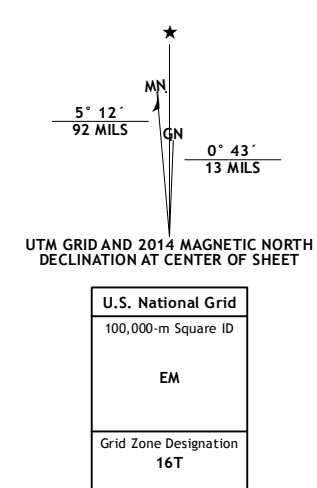 ★
MN
5° 12´
92 MILS
GN
0° 43´
13 MILS
UTM GRID AND 2014 MAGNETIC NORTH
DECLINATION AT CENTER OF SHEET
U.S. National Grid
100,000-m Square ID
EM
Grid Zone Designation
16T